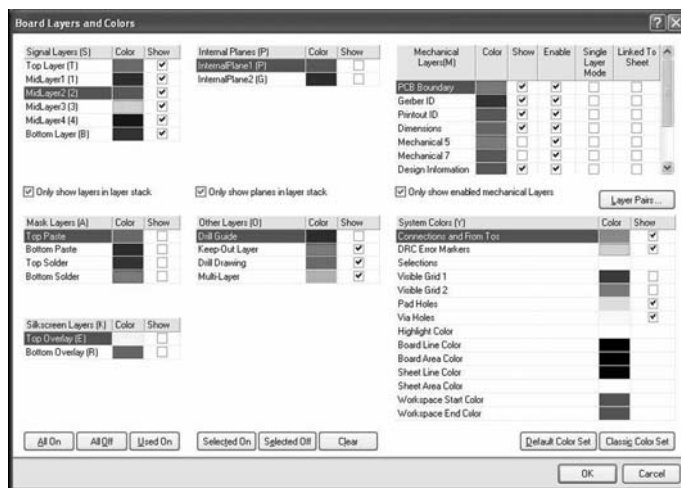 Board Layers and Colors
Signal Layers (S) Color Show
Top Layer (T)
MidLayer1 (1)
MidLayer2 (2)
MidLayer3 (3)
MidLayer4 (4)
Bottom Layer (B)
Only show layers in layer stack
Internal Planes (P) Color Show
InternalPlane1 (P)
InternalPlane2 (G)
Only show planes in layer stack
Mechanical Layers(M) Color Show Enable Single Layer Mode Linked To Sheet
PCB Boundary
Gerber ID
Printout ID
Dimensions
Mechanical 5
Mechanical 7
Design Information
Only show enabled mechanical Layers
Layer Pairs...
Mask Layers (A) Color Show
Top Paste
Bottom Paste
Top Solder
Bottom Solder
Other Layers (O) Color Show
Drill Guide
Keep-Out Layer
Drill Drawing
Multi-Layer
System Colors (Y) Color Show
Connections and From Tos
DRC Error Markers
Selections
Visible Grid 1
Visible Grid 2
Pad Holes
Via Holes
Highlight Color
Board Line Color
Board Area Color
Sheet Line Color
Sheet Area Color
Workspace Start Color
Workspace End Color
Silkscreen Layers (K) Color Show
Top Overlay (E)
Bottom Overlay (R)
All On All Off Used On Selected On Selected Off Clear
Default Color Set Classic Color Set
OK Cancel